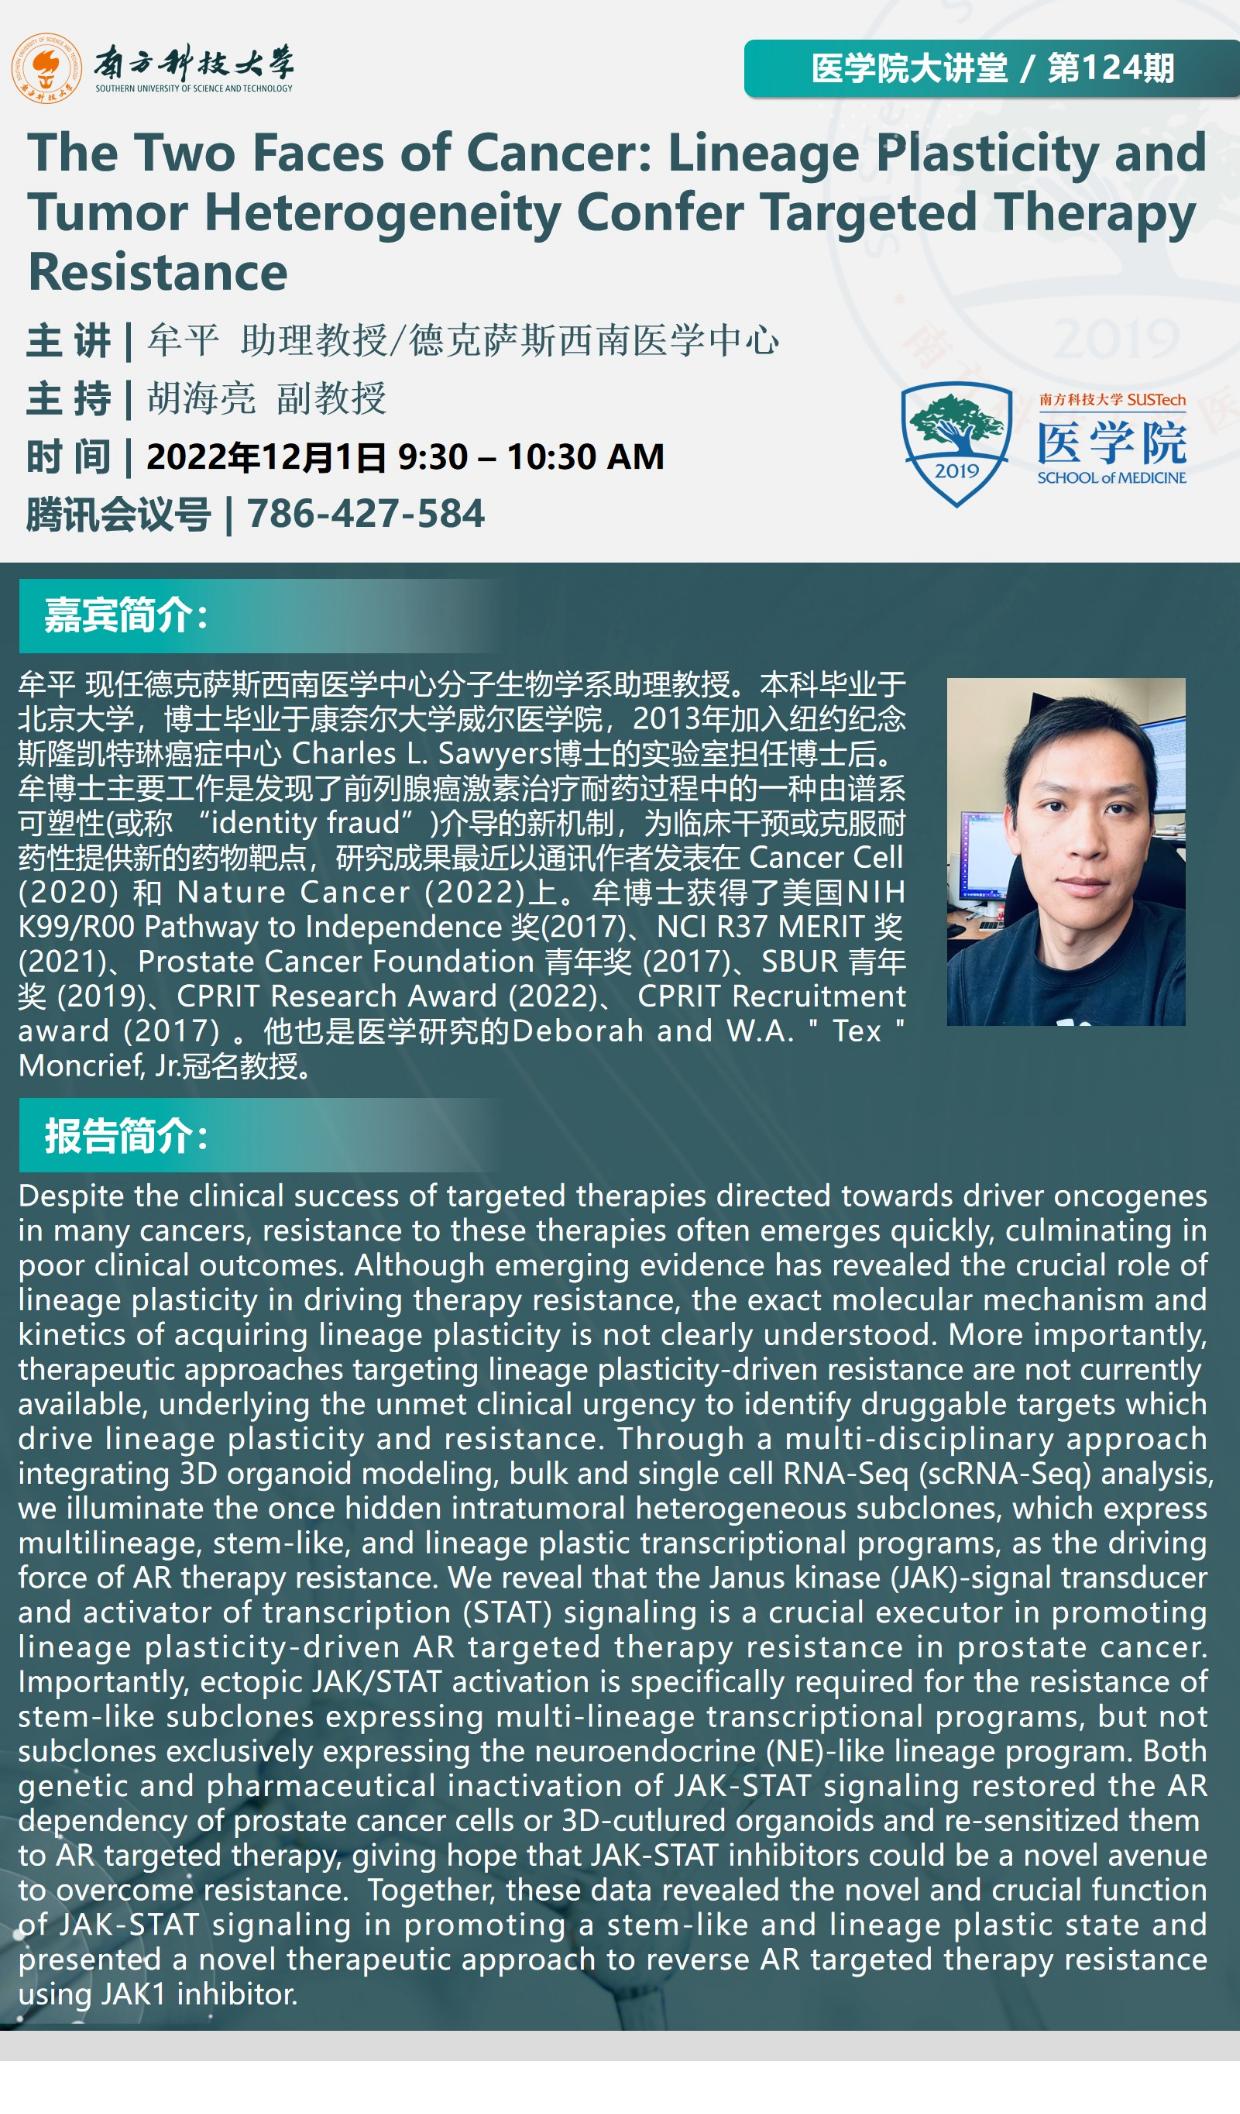 南方科技大学
SOUTHERN UNIVERSITY OF SCIENCE AND TECHNOLOGY
医学院大讲堂 / 第124期
The Two Faces of Cancer: Lineage Plasticity and
Tumor Heterogeneity Confer Targeted Therapy
Resistance
主 讲 | 牟平 助理教授/德克萨斯西南医学中心
主 持 | 胡海亮 副教授
时 间 | 2022年12月1日 9:30 – 10:30 AM
腾讯会议号 | 786-427-584
2019
2019
南方科技大学 SUSTech
医学院
SCHOOL of MEDICINE
嘉宾简介：
牟平 现任德克萨斯西南医学中心分子生物学系助理教授。本科毕业于
北京大学，博士毕业于康奈尔大学威尔医学院，2013年加入纽约纪念
斯隆凯特琳癌症中心 Charles L. Sawyers博士的实验室担任博士后。
牟博士主要工作是发现了前列腺癌激素治疗耐药过程中的一种由谱系
可塑性(或称 “identity fraud”)介导的新机制，为临床干预或克服耐
药性提供新的药物靶点，研究成果最近以通讯作者发表在 Cancer Cell
(2020) 和 Nature Cancer (2022)上。牟博士获得了美国NIH
K99/R00 Pathway to Independence 奖(2017)、NCI R37 MERIT 奖
(2021)、Prostate Cancer Foundation 青年奖 (2017)、SBUR 青年
奖 (2019)、CPRIT Research Award (2022)、 CPRIT Recruitment
award (2017) 。他也是医学研究的Deborah and W.A. " Tex "
Moncrief, Jr.冠名教授。
报告简介：
Despite the clinical success of targeted therapies directed towards driver oncogenes
in many cancers, resistance to these therapies often emerges quickly, culminating in
poor clinical outcomes. Although emerging evidence has revealed the crucial role of
lineage plasticity in driving therapy resistance, the exact molecular mechanism and
kinetics of acquiring lineage plasticity is not clearly understood. More importantly,
therapeutic approaches targeting lineage plasticity-driven resistance are not currently
available, underlying the unmet clinical urgency to identify druggable targets which
drive lineage plasticity and resistance. Through a multi-disciplinary approach
integrating 3D organoid modeling, bulk and single cell RNA-Seq (scRNA-Seq) analysis,
we illuminate the once hidden intratumoral heterogeneous subclones, which express
multilineage, stem-like, and lineage plastic transcriptional programs, as the driving
force of AR therapy resistance. We reveal that the Janus kinase (JAK)-signal transducer
and activator of transcription (STAT) signaling is a crucial executor in promoting
lineage plasticity-driven AR targeted therapy resistance in prostate cancer.
Importantly, ectopic JAK/STAT activation is specifically required for the resistance of
stem-like subclones expressing multi-lineage transcriptional programs, but not
subclones exclusively expressing the neuroendocrine (NE)-like lineage program. Both
genetic and pharmaceutical inactivation of JAK-STAT signaling restored the AR
dependency of prostate cancer cells or 3D-cutlured organoids and re-sensitized them
to AR targeted therapy, giving hope that JAK-STAT inhibitors could be a novel avenue
to overcome resistance.  Together, these data revealed the novel and crucial function
of JAK-STAT signaling in promoting a stem-like and lineage plastic state and
presented a novel therapeutic approach to reverse AR targeted therapy resistance
using JAK1 inhibitor.